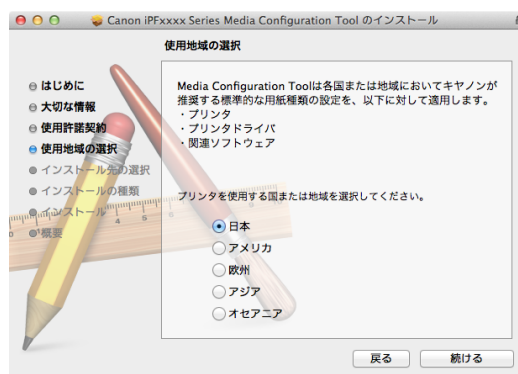 Canon iPFxxxx Series Media Configuration Tool のインストール
使用地域の選択
はじめに
大切な情報
使用許諾契約
使用地域の選択
インストール先の選択
インストールの種類
インストール
概要
Media Configuration Toolは各国または地域においてキヤノンが
推奨する標準的な用紙種類の設定を、以下に対して適用します。
・プリンタ
・プリンタドライバ
・関連ソフトウェア
プリンタを使用する国または地域を選択してください。
日本
アメリカ
欧州
アジア
オセアニア
戻る
続ける